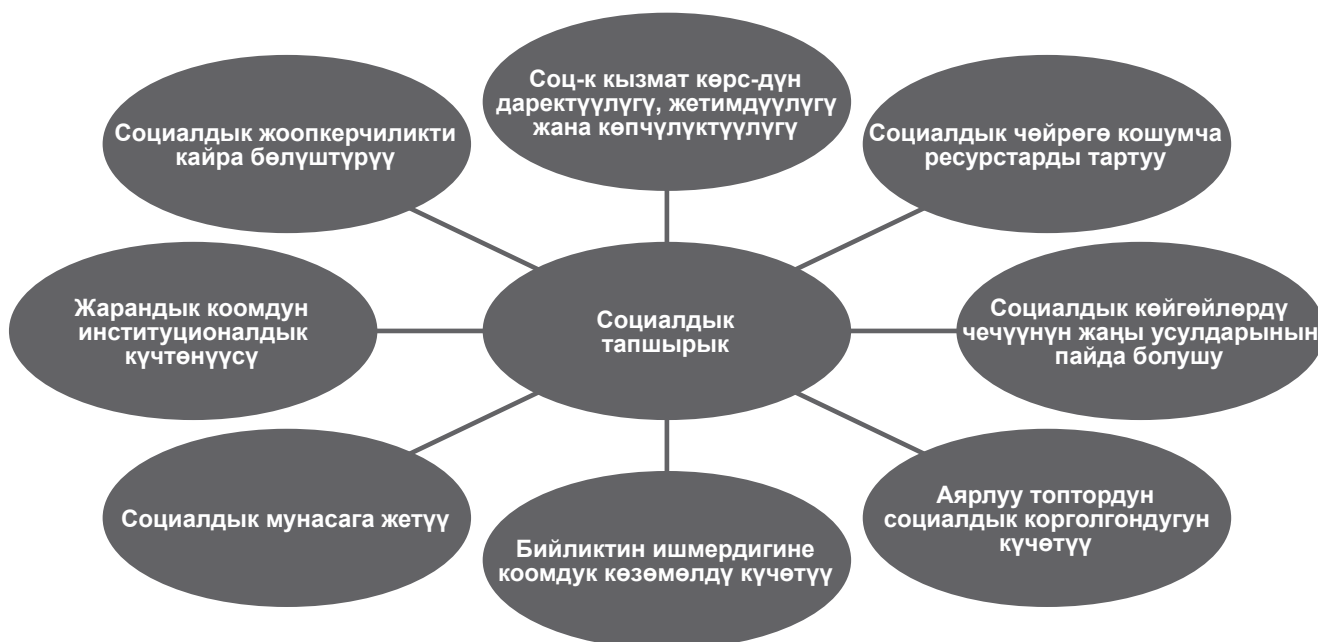 Соц-к кызмат көрс-дүн
даректүүлүгү, жетимдүүлүгү
жана көпчүлүктүүлүгү
Социалдык жоопкерчиликти
кайра бөлүштүрүү
Социалдык чөйрөгө кошумча
ресурстарды тартуу
Жарандык коомдун
институционалдык
күчтөнүүсү
Социалдык
тапшырык
Социалдык көйгөйлөрдү
чечүүнүн жаңы усулдарынын
пайда болушу
Социалдык мунасага жетүү
Бийликтин ишмердигине
коомдук көзөмөлдү күчөтүү
Аярлуу топтордун
социалдык корголгондугун
күчөтүү